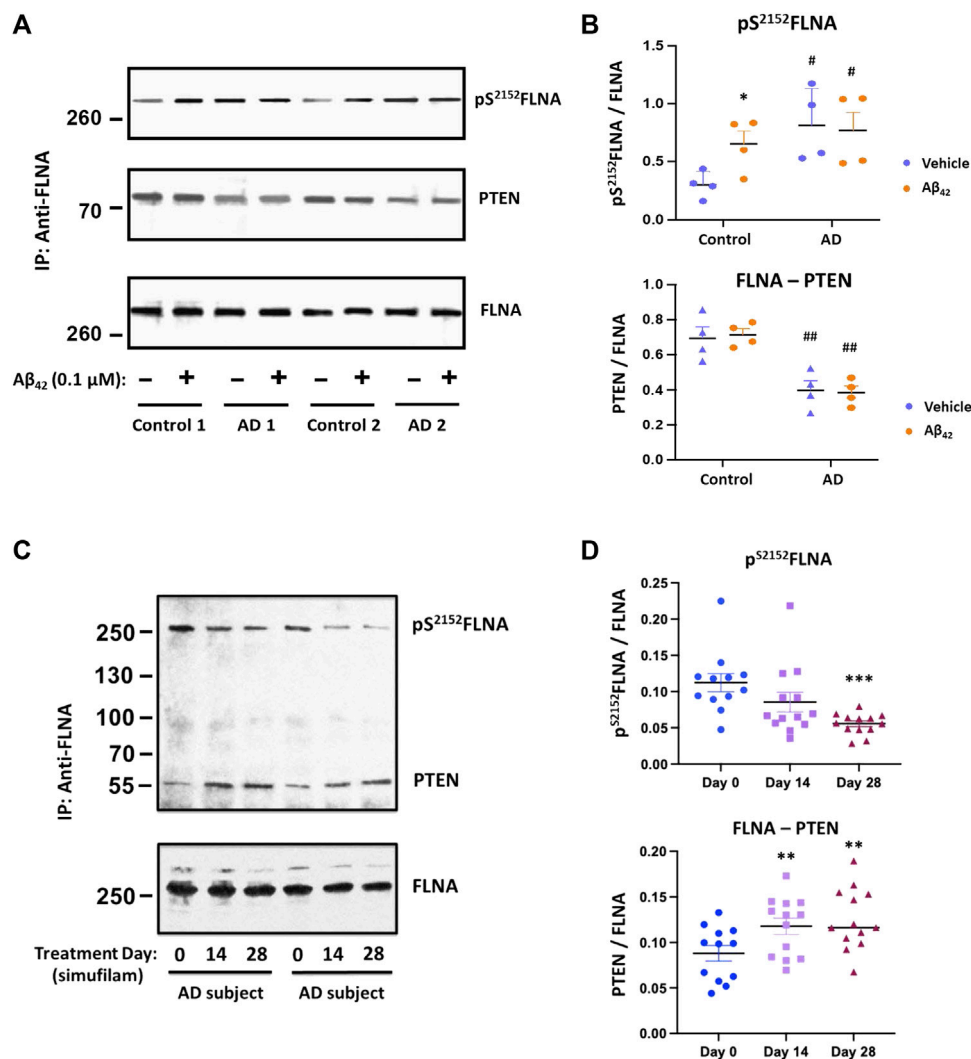 A
IP: Anti-FLNA
260
pS²¹⁵²FLNA
70
PTEN
260
FLNA
Aβ₄₂ (0.1 μM): – + – + – + – +
Control 1 AD 1 Control 2 AD 2
B
pS²¹⁵²FLNA
pS²¹⁵²FLNA / FLNA
1.5
1.0
0.5
0.0
* # #
Control AD
Vehicle
Aβ₄₂
FLNA – PTEN
PTEN / FLNA
1.0
0.8
0.6
0.4
0.2
0.0
## ##
Control AD
Vehicle
Aβ₄₂
C
IP: Anti-FLNA
250
130
100
70
55
pS²¹⁵²FLNA
PTEN
250
FLNA
Treatment Day: 0 14 28 0 14 28
(simufilam)
AD subject AD subject
D
pˢ²¹⁵²FLNA
pˢ²¹⁵²FLNA / FLNA
0.25
0.20
0.15
0.10
0.05
0.00
***
Day 0 Day 14 Day 28
FLNA – PTEN
PTEN / FLNA
0.20
0.15
0.10
0.05
0.00
** **
Day 0 Day 14 Day 28